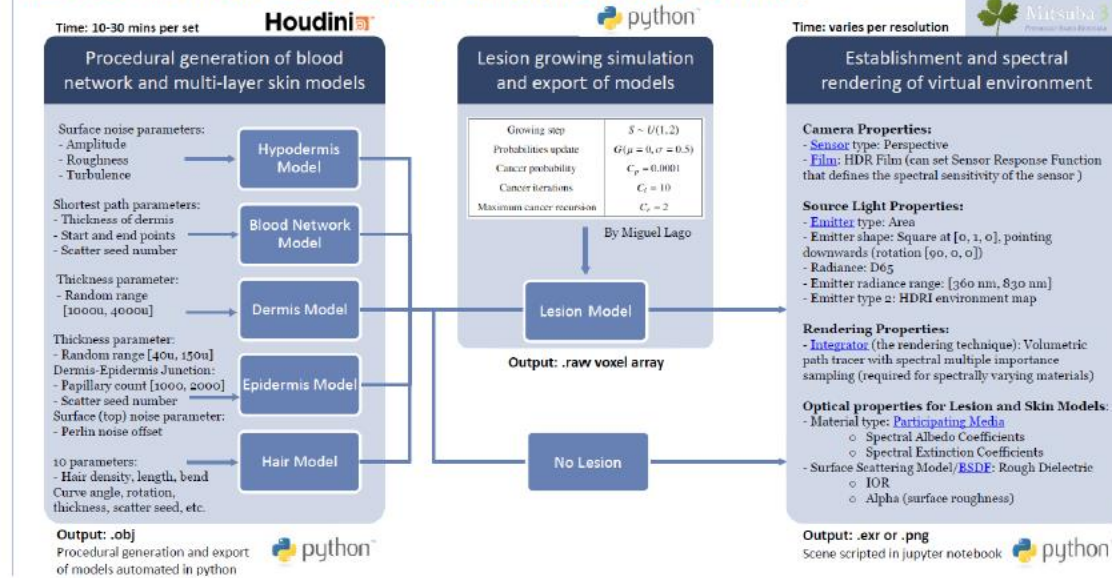 Time: 10-30 mins per set
Houdini
Procedural generation of blood
network and multi-layer skin models
Surface noise parameters:
- Amplitude
- Roughness
- Turbulence
Hypodermis
Model
Shortest path parameters:
- Thickness of dermis
- Start and end points
- Scatter seed number
Blood Network
Model
Thickness parameter:
- Random range
[1000u, 4000u]
Dermis Model
Thickness parameter:
- Random range [40u, 150u]
Dermis-Epidermis Junction:
- Papillary count [1000, 2000]
- Scatter seed number
Surface (top) noise parameter:
- Perlin noise offset
Epidermis Model
10 parameters:
- Hair density, length, bend
Curve angle, rotation,
thickness, scatter seed, etc.
Hair Model
Output: .obj
Procedural generation and export
of models automated in python
python
python
Lesion growing simulation
and export of models
Growing step S ~ U(1,2)
Probabilities update G(μ = 0, σ = 0.5)
Cancer probability Cp = 0.0001
Cancer iterations Ci = 10
Maximum cancer recursion Cr = 2
By Miguel Lago
Lesion Model
Output: .raw voxel array
No Lesion
Time: varies per resolution
Mitsuba 3
Establishment and spectral
rendering of virtual environment
Camera Properties:
- Sensor type: Perspective
- Film: HDR Film (can set Sensor Response Function
that defines the spectral sensitivity of the sensor )
Source Light Properties:
- Emitter type: Area
- Emitter shape: Square at [0, 1, 0], pointing
downwards (rotation [90, 0, 0])
- Radiance: D65
- Emitter radiance range: [360 nm, 830 nm]
- Emitter type 2: HDRI environment map
Rendering Properties:
- Integrator (the rendering technique): Volumetric
path tracer with spectral multiple importance
sampling (required for spectrally varying materials)
Optical properties for Lesion and Skin Models:
- Material type: Participating Media
o Spectral Albedo Coefficients
o Spectral Extinction Coefficients
- Surface Scattering Model/BSDF: Rough Dielectric
o IOR
o Alpha (surface roughness)
Output: .exr or .png
Scene scripted in jupyter notebook
python